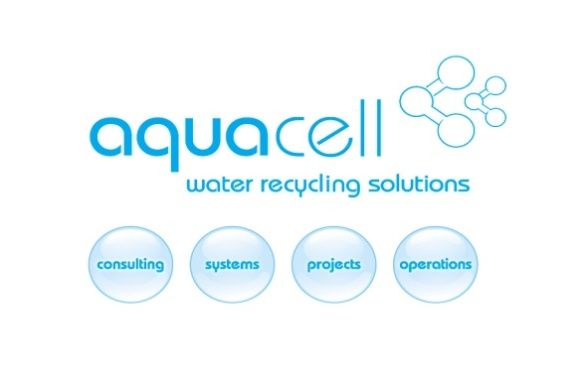 aquacell
water recycling solutions
consulting systems projects operations